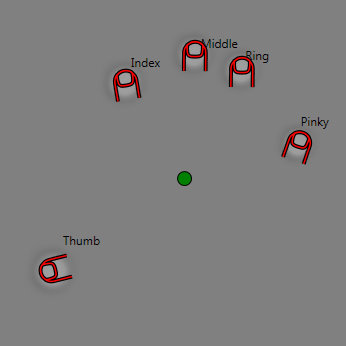 Middle
Ring
Index
Pinky
Thumb